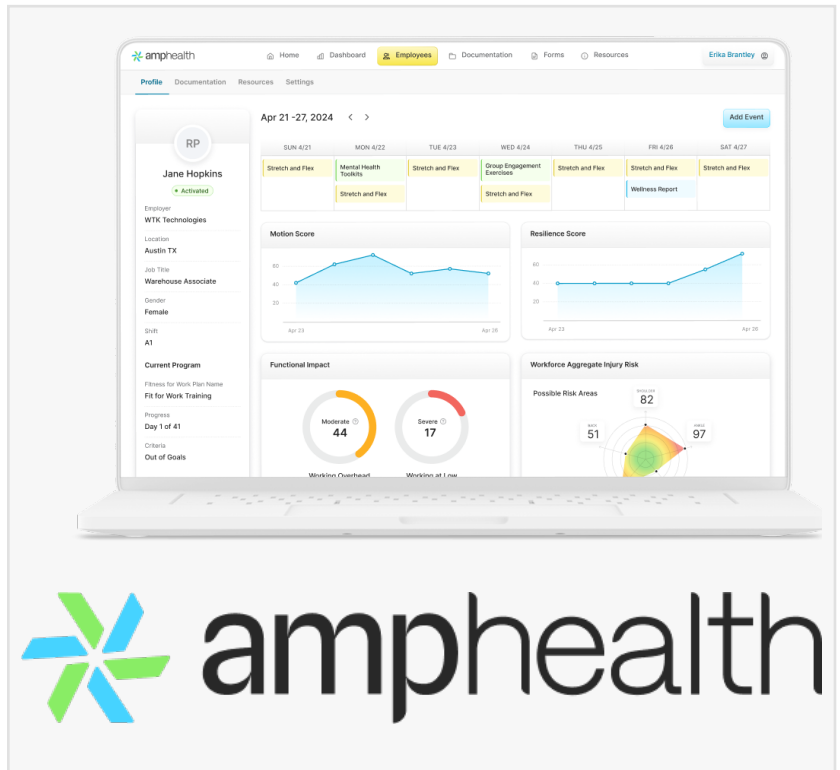 amphealth
Home
Dashboard
Employees
Documentation
Forms
Resources
Erika Brantley
Profile
Documentation
Resources
Settings
RP
Jane Hopkins
Activated
Employer
WTK Technologies
Location
Austin TX
Job Title
Warehouse Associate
Gender
Female
Shift
A1
Current Program
Fitness for Work Plan Name
Fit for Work Training
Progress
Day 1 of 41
Criteria
Out of Goals
Apr 21 -27, 2024
Add Event
SUN 4/21
MON 4/22
TUE 4/23
WED 4/24
THU 4/25
FRI 4/26
SAT 4/27
Stretch and Flex
Mental Health
Toolkits
Stretch and Flex
Stretch and Flex
Group Engagement
Exercises
Stretch and Flex
Stretch and Flex
Stretch and Flex
Wellness Report
Stretch and Flex
Motion Score
60
40
20
Apr 23
Apr 26
Resilience Score
60
40
20
Apr 23
Apr 26
Functional Impact
Moderate
44
Severe
17
Working Overhead
Working at Low
Workforce Aggregate Injury Risk
Possible Risk Areas
82
51
97
amphealth